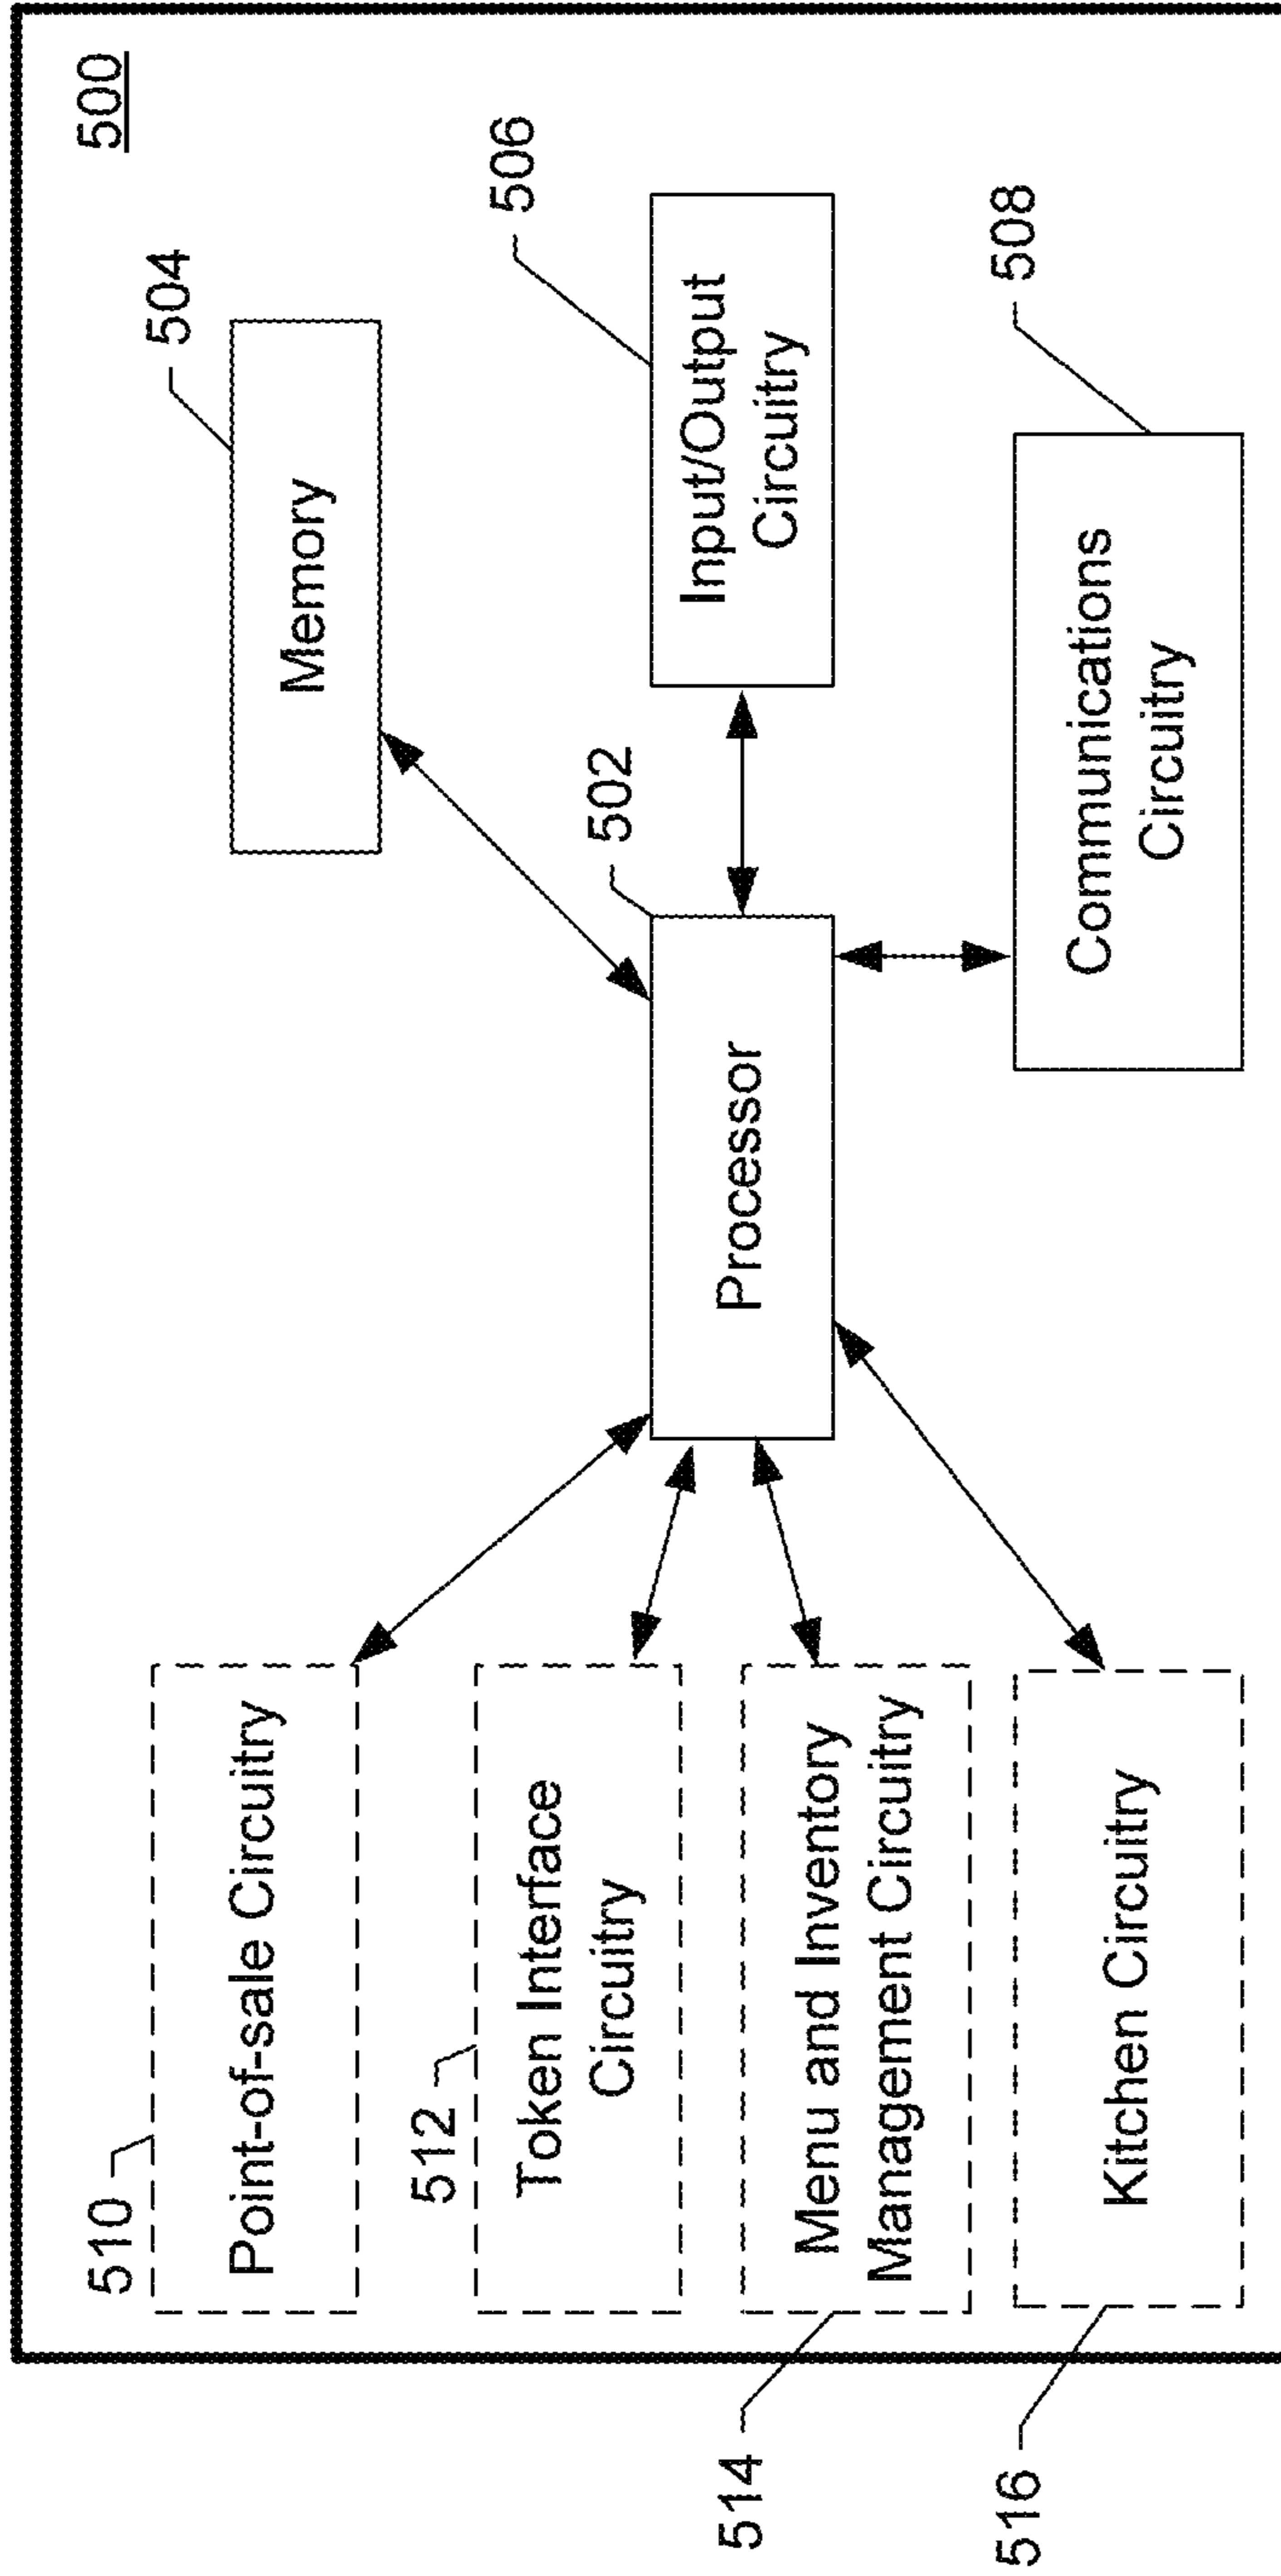 500
510
Point-of-sale Circuitry
504
Memory
512
Token Interface
Circuitry
502
Processor
506
Input/Output
Circuitry
514
Menu and Inventory
Management Circuitry
508
Communications
Circuitry
516
Kitchen Circuitry